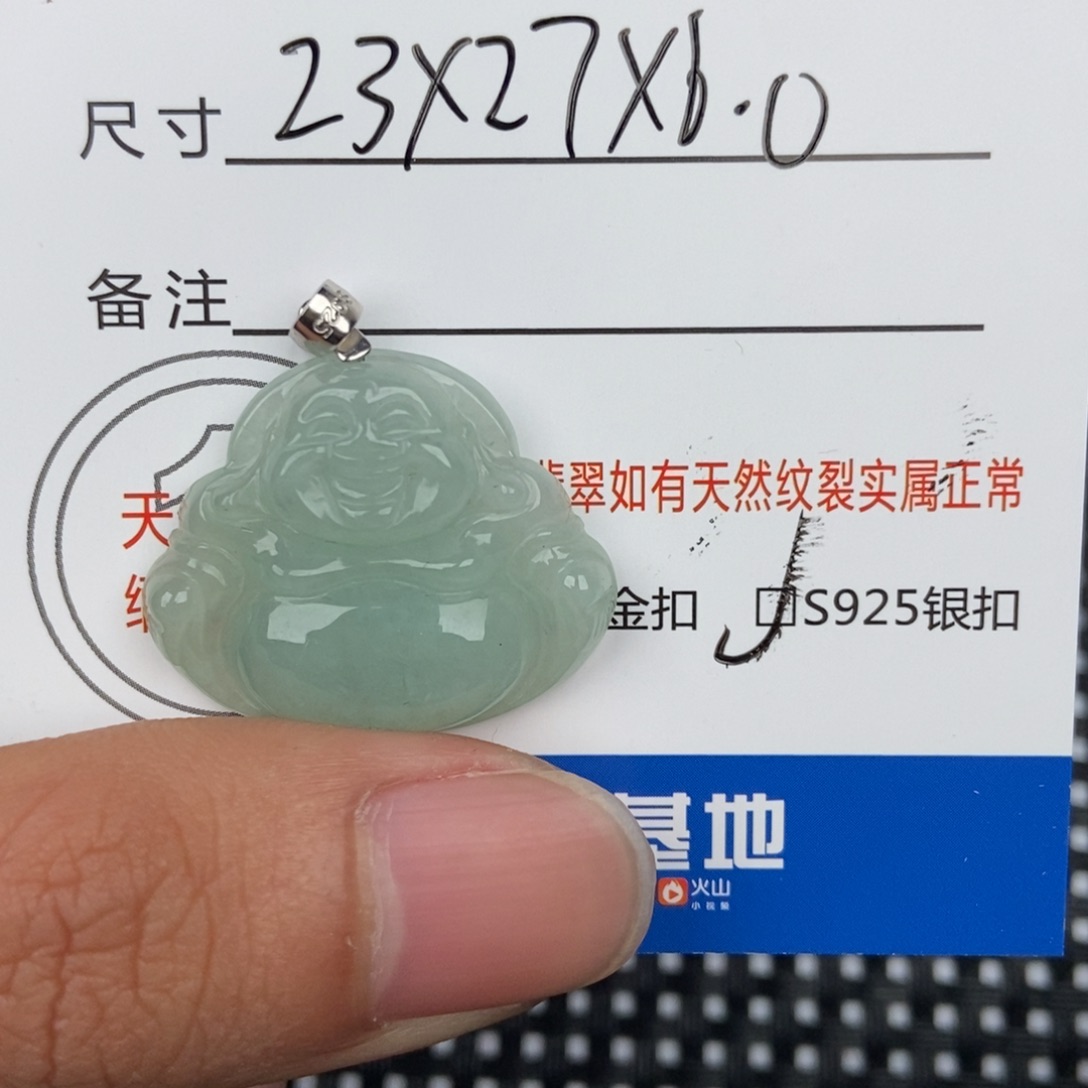 尺寸 23X27X6.0
备注
S925
天 翡翠如有天然纹裂实属正常
金扣 □S925银扣
基地
火山
小视频